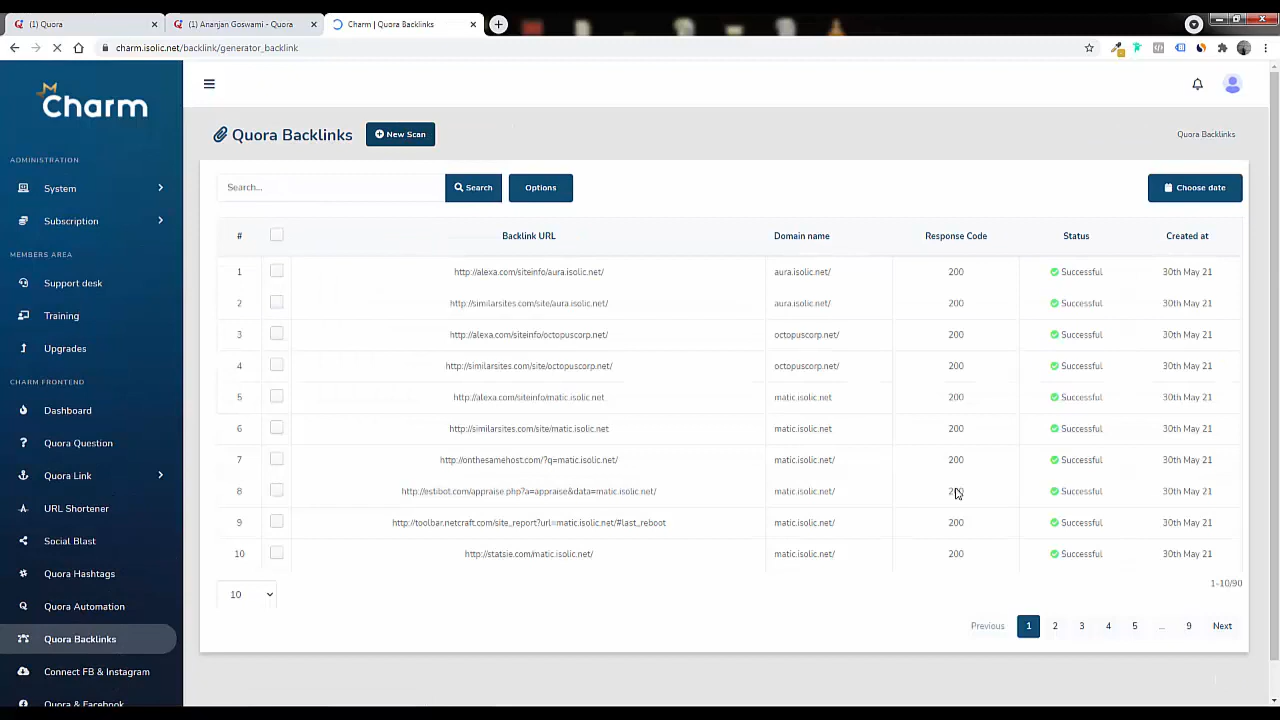 (1) Quora
(1) Ananjan Goswami - Quora
Charm | Quora Backlinks
charm.isolic.net/backlink/generator_backlink
Charm
ADMINISTRATION
System
Subscription
MEMBERS AREA
Support desk
Training
Upgrades
CHARM FRONTEND
Dashboard
Quora Question
Quora Link
URL Shortener
Social Blast
Quora Hashtags
Quora Automation
Quora Backlinks
Connect FB & Instagram
Quora & Facebook
Quora Backlinks
New Scan
Quora Backlinks
Search...
Search
Options
Choose date
# Backlink URL Domain name Response Code Status Created at
1 http://alexa.com/siteinfo/aura.isolic.net/ aura.isolic.net/ 200 Successful 30th May 21
2 http://similarsites.com/site/aura.isolic.net/ aura.isolic.net/ 200 Successful 30th May 21
3 http://alexa.com/siteinfo/octopuscorp.net/ octopuscorp.net/ 200 Successful 30th May 21
4 http://similarsites.com/site/octopuscorp.net/ octopuscorp.net/ 200 Successful 30th May 21
5 http://alexa.com/siteinfo/matic.isolic.net matic.isolic.net 200 Successful 30th May 21
6 http://similarsites.com/site/matic.isolic.net matic.isolic.net 200 Successful 30th May 21
7 http://onthesamehost.com/?q=matic.isolic.net/ matic.isolic.net/ 200 Successful 30th May 21
8 http://estibot.com/appraise.php?a=appraise&data=matic.isolic.net/ matic.isolic.net/ 200 Successful 30th May 21
9 http://toolbar.netcraft.com/site_report?url=matic.isolic.net/#last_reboot matic.isolic.net/ 200 Successful 30th May 21
10 http://statsie.com/matic.isolic.net/ matic.isolic.net/ 200 Successful 30th May 21
10
1-10/90
Previous 1 2 3 4 5 ... 9 Next